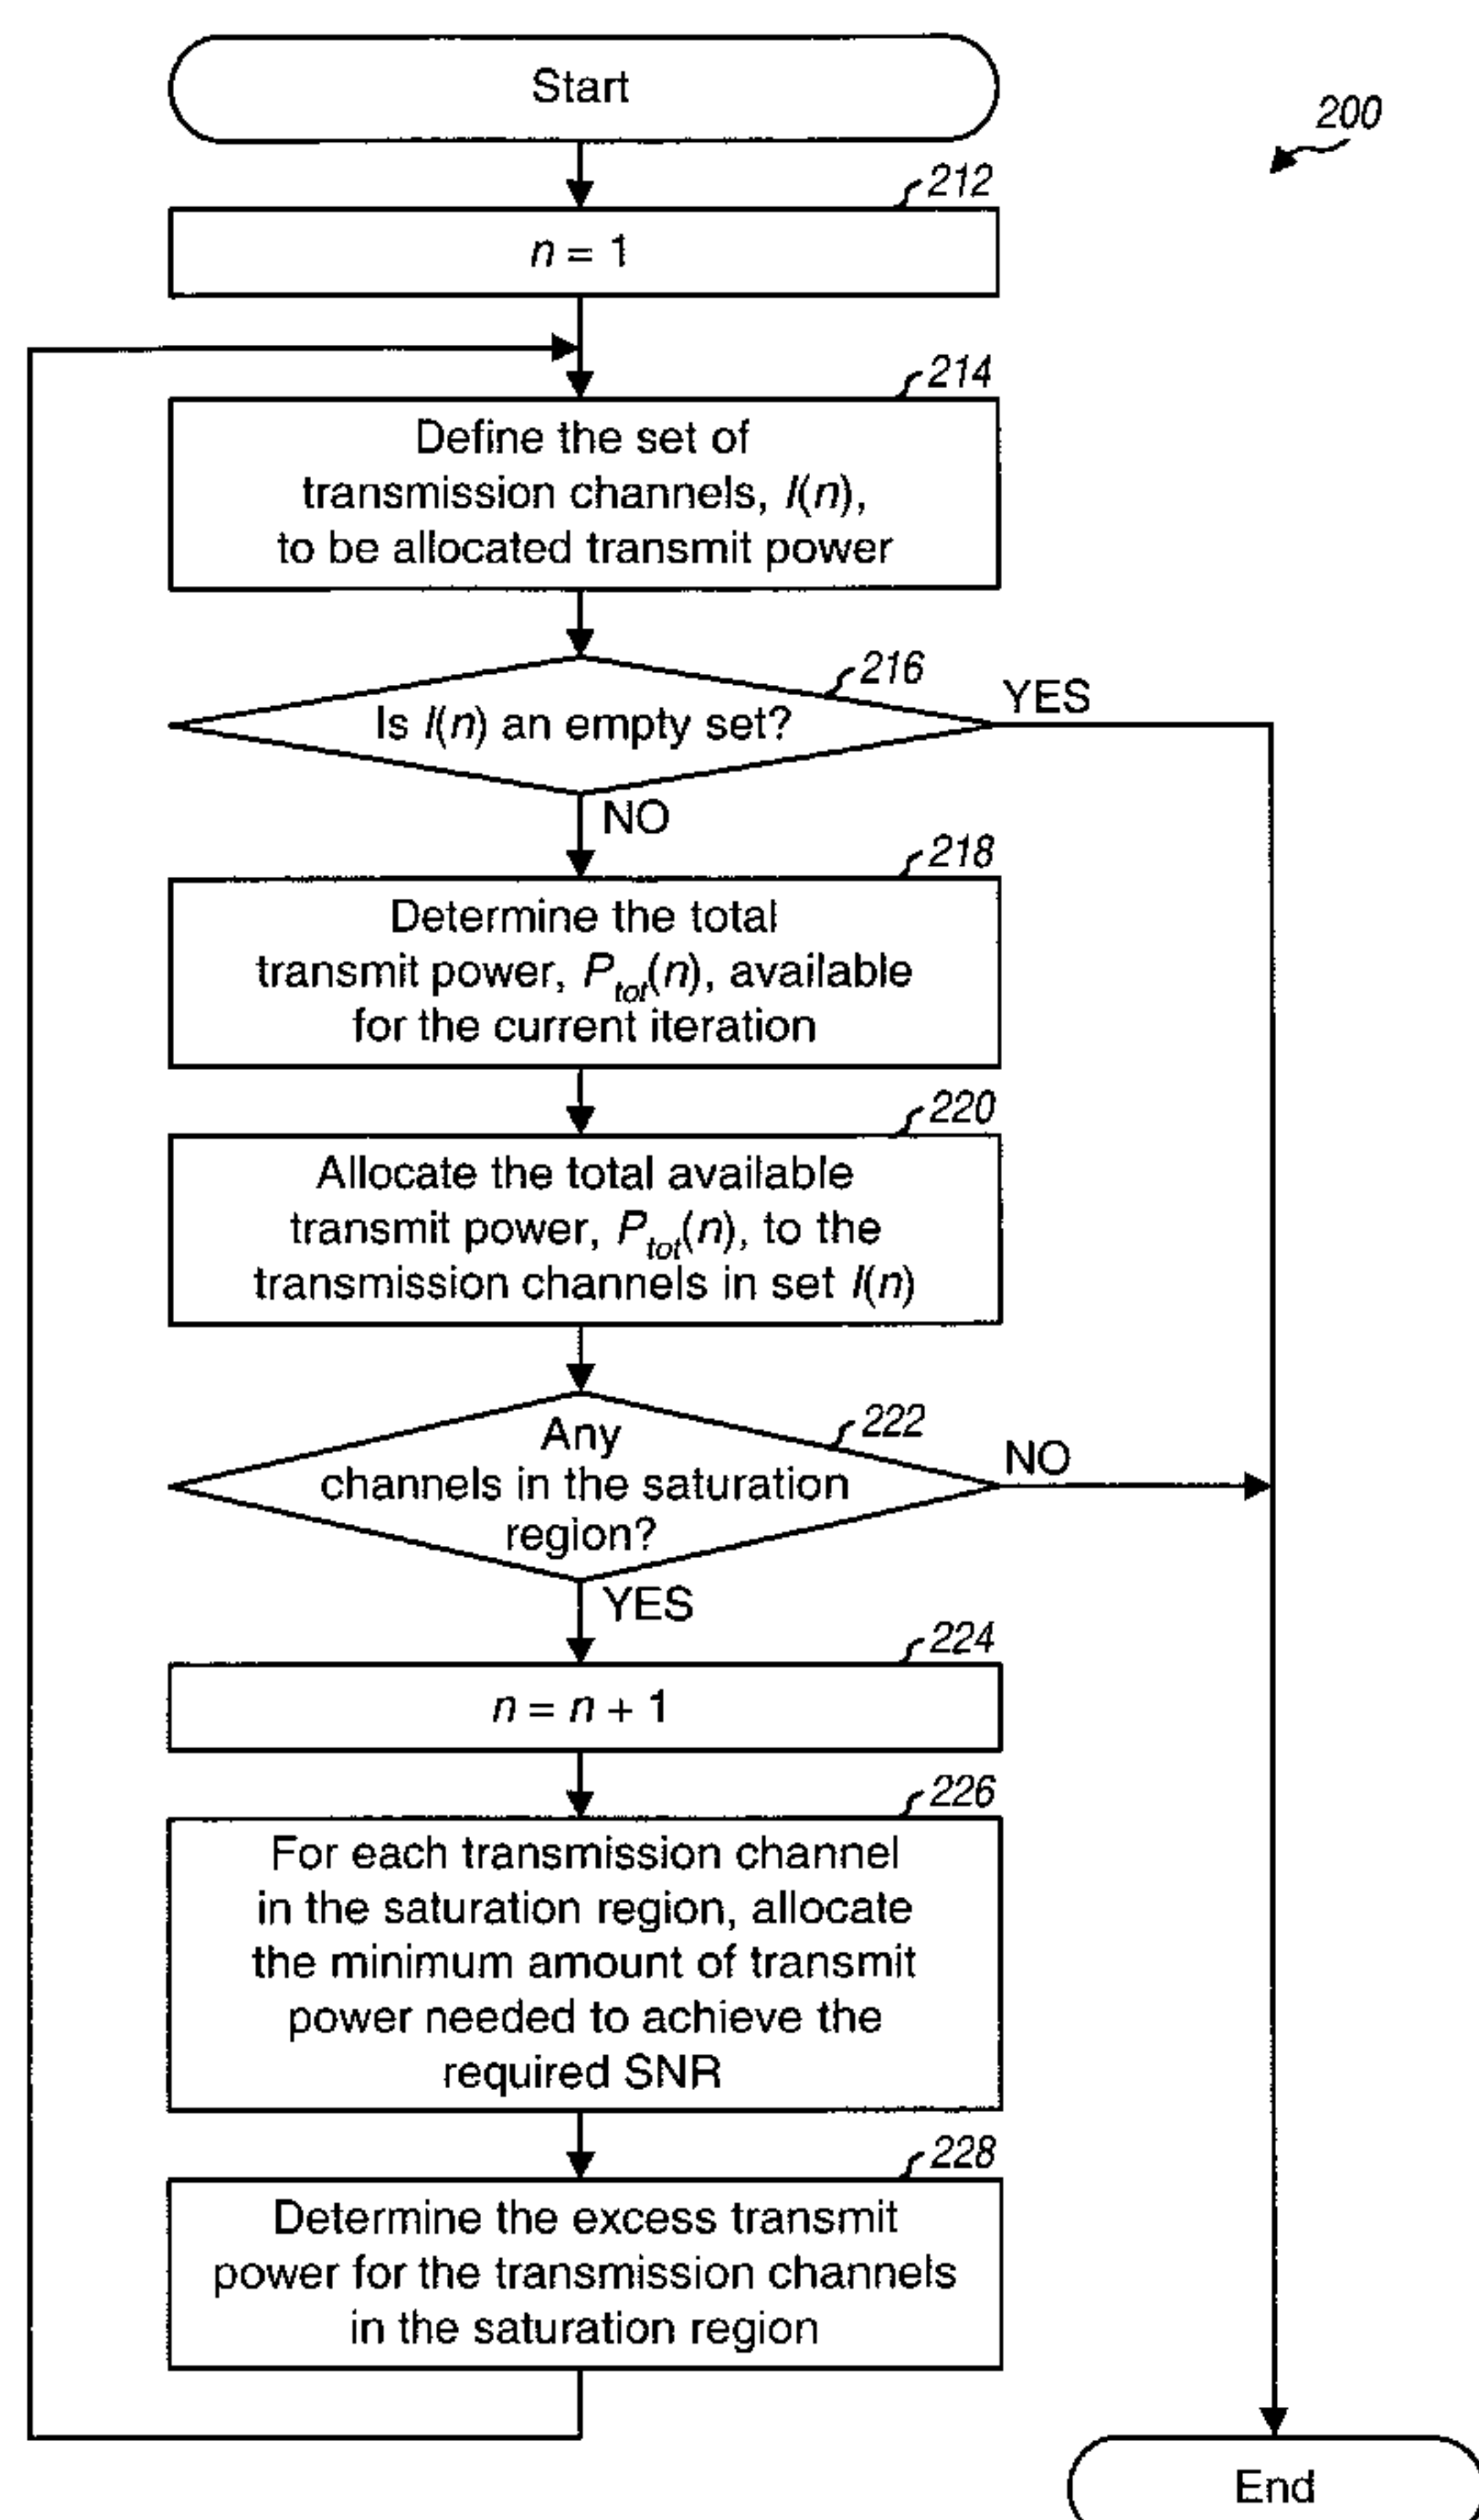 Start
200
212
n = 1
214
Define the set of
transmission channels, I(n),
to be allocated transmit power
216
Is I(n) an empty set?
YES
NO
218
Determine the total
transmit power, P_tot(n), available
for the current iteration
220
Allocate the total available
transmit power, P_tot(n), to the
transmission channels in set I(n)
222
Any
channels in the saturation
region?
NO
YES
224
n = n + 1
226
For each transmission channel
in the saturation region, allocate
the minimum amount of transmit
power needed to achieve the
required SNR
228
Determine the excess transmit
power for the transmission channels
in the saturation region
End